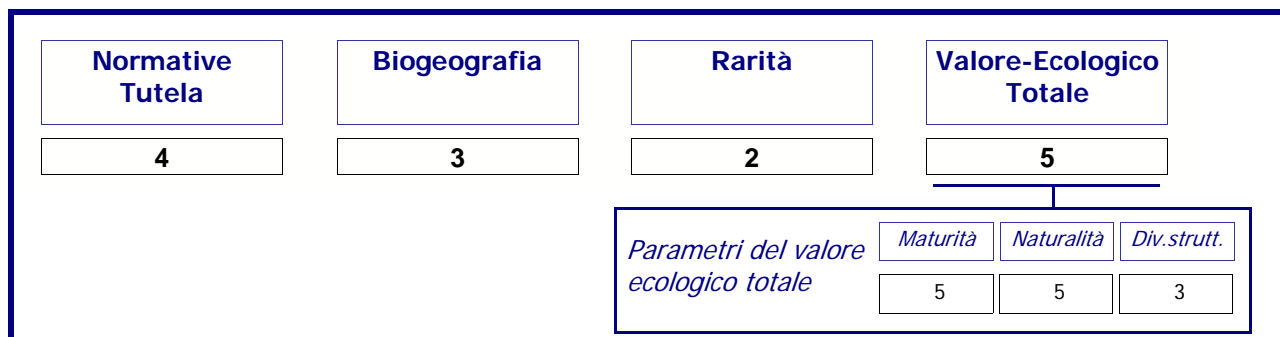 Normative Tutela
Biogeografia
Rarità
Valore-Ecologico Totale
4
3
2
5
Parametri del valore ecologico totale
Maturità
Naturalità
Div.strutt.
5
5
3